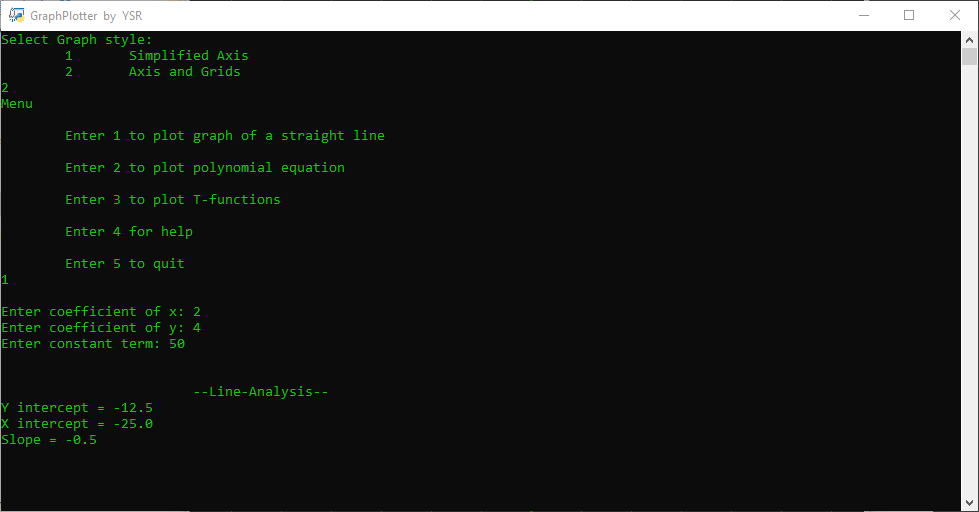 GraphPlotter by YSR
Select Graph style:
1 Simplified Axis
2 Axis and Grids
2
Menu
Enter 1 to plot graph of a straight line
Enter 2 to plot polynomial equation
Enter 3 to plot T-functions
Enter 4 for help
Enter 5 to quit
1
Enter coefficient of x: 2
Enter coefficient of y: 4
Enter constant term: 50
--Line-Analysis--
Y intercept = -12.5
X intercept = -25.0
Slope = -0.5